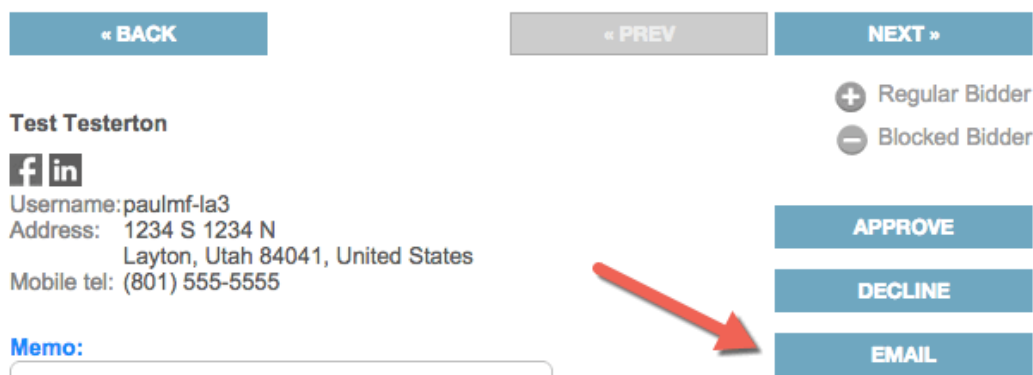 « BACK
« PREV
NEXT »
Regular Bidder
Blocked Bidder
Test Testerton
f in
Username: paulmf-la3
Address: 1234 S 1234 N
Layton, Utah 84041, United States
Mobile tel: (801) 555-5555
APPROVE
DECLINE
EMAIL
Memo: